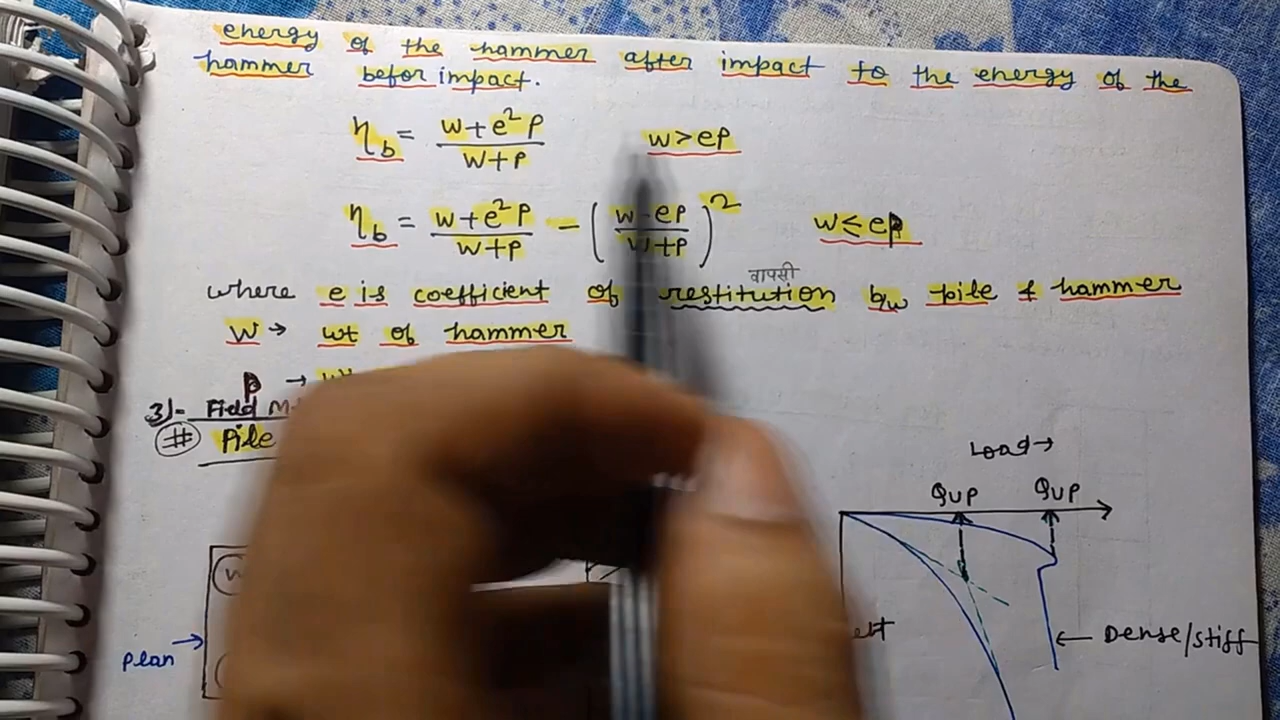 energy of the hammer after impact to the energy of the
hammer befor impact.
ηb = w+e²p / w+p    w>ep
ηb = w+e²p / w+p - (w-ep / w+p)²    w≤ep
वापसी
where e is coefficient of restitution b/w pile & hammer
w → wt of hammer
p →
3)- Field
# Pile
Load→
Qup Qup
Dense/stiff
Plan →